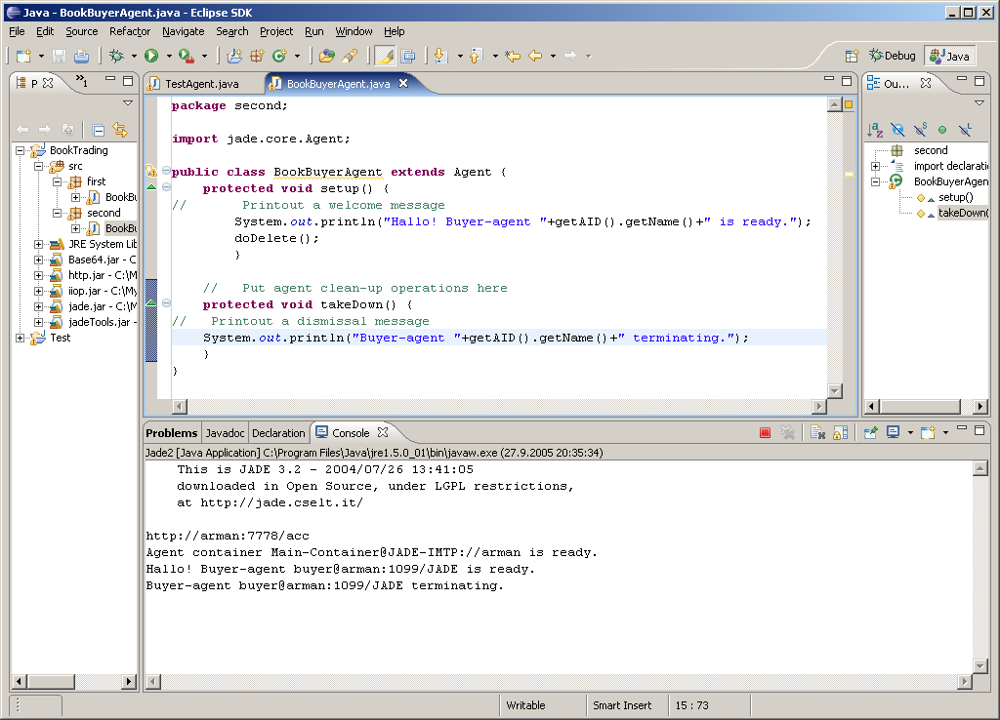 Java - BookBuyerAgent.java - Eclipse SDK
File Edit Source Refactor Navigate Search Project Run Window Help
Debug Java
P »1 TestAgent.java BookBuyerAgent.java Ou...
BookTrading
src
first
BookBu
second
BookBu
JRE System Lib
Base64.jar - C
http.jar - C:\M
iiop.jar - C:\My
jade.jar - C:\M
jadeTools.jar -
Test
package second;
import jade.core.Agent;
public class BookBuyerAgent extends Agent {
protected void setup() {
// Printout a welcome message
System.out.println("Hallo! Buyer-agent "+getAID().getName()+" is ready.");
doDelete();
}
// Put agent clean-up operations here
protected void takeDown() {
// Printout a dismissal message
System.out.println("Buyer-agent "+getAID().getName()+" terminating.");
}
}
second
import declarati
BookBuyerAgen
setup()
takeDown(
Problems Javadoc Declaration Console
Jade2 [Java Application] C:\Program Files\Java\jre1.5.0_01\bin\javaw.exe (27.9.2005 20:35:34)
This is JADE 3.2 - 2004/07/26 13:41:05
downloaded in Open Source, under LGPL restrictions,
at http://jade.cselt.it/
http://arman:7778/acc
Agent container Main-Container@JADE-IMTP://arman is ready.
Hallo! Buyer-agent buyer@arman:1099/JADE is ready.
Buyer-agent buyer@arman:1099/JADE terminating.
Writable Smart Insert 15 : 73